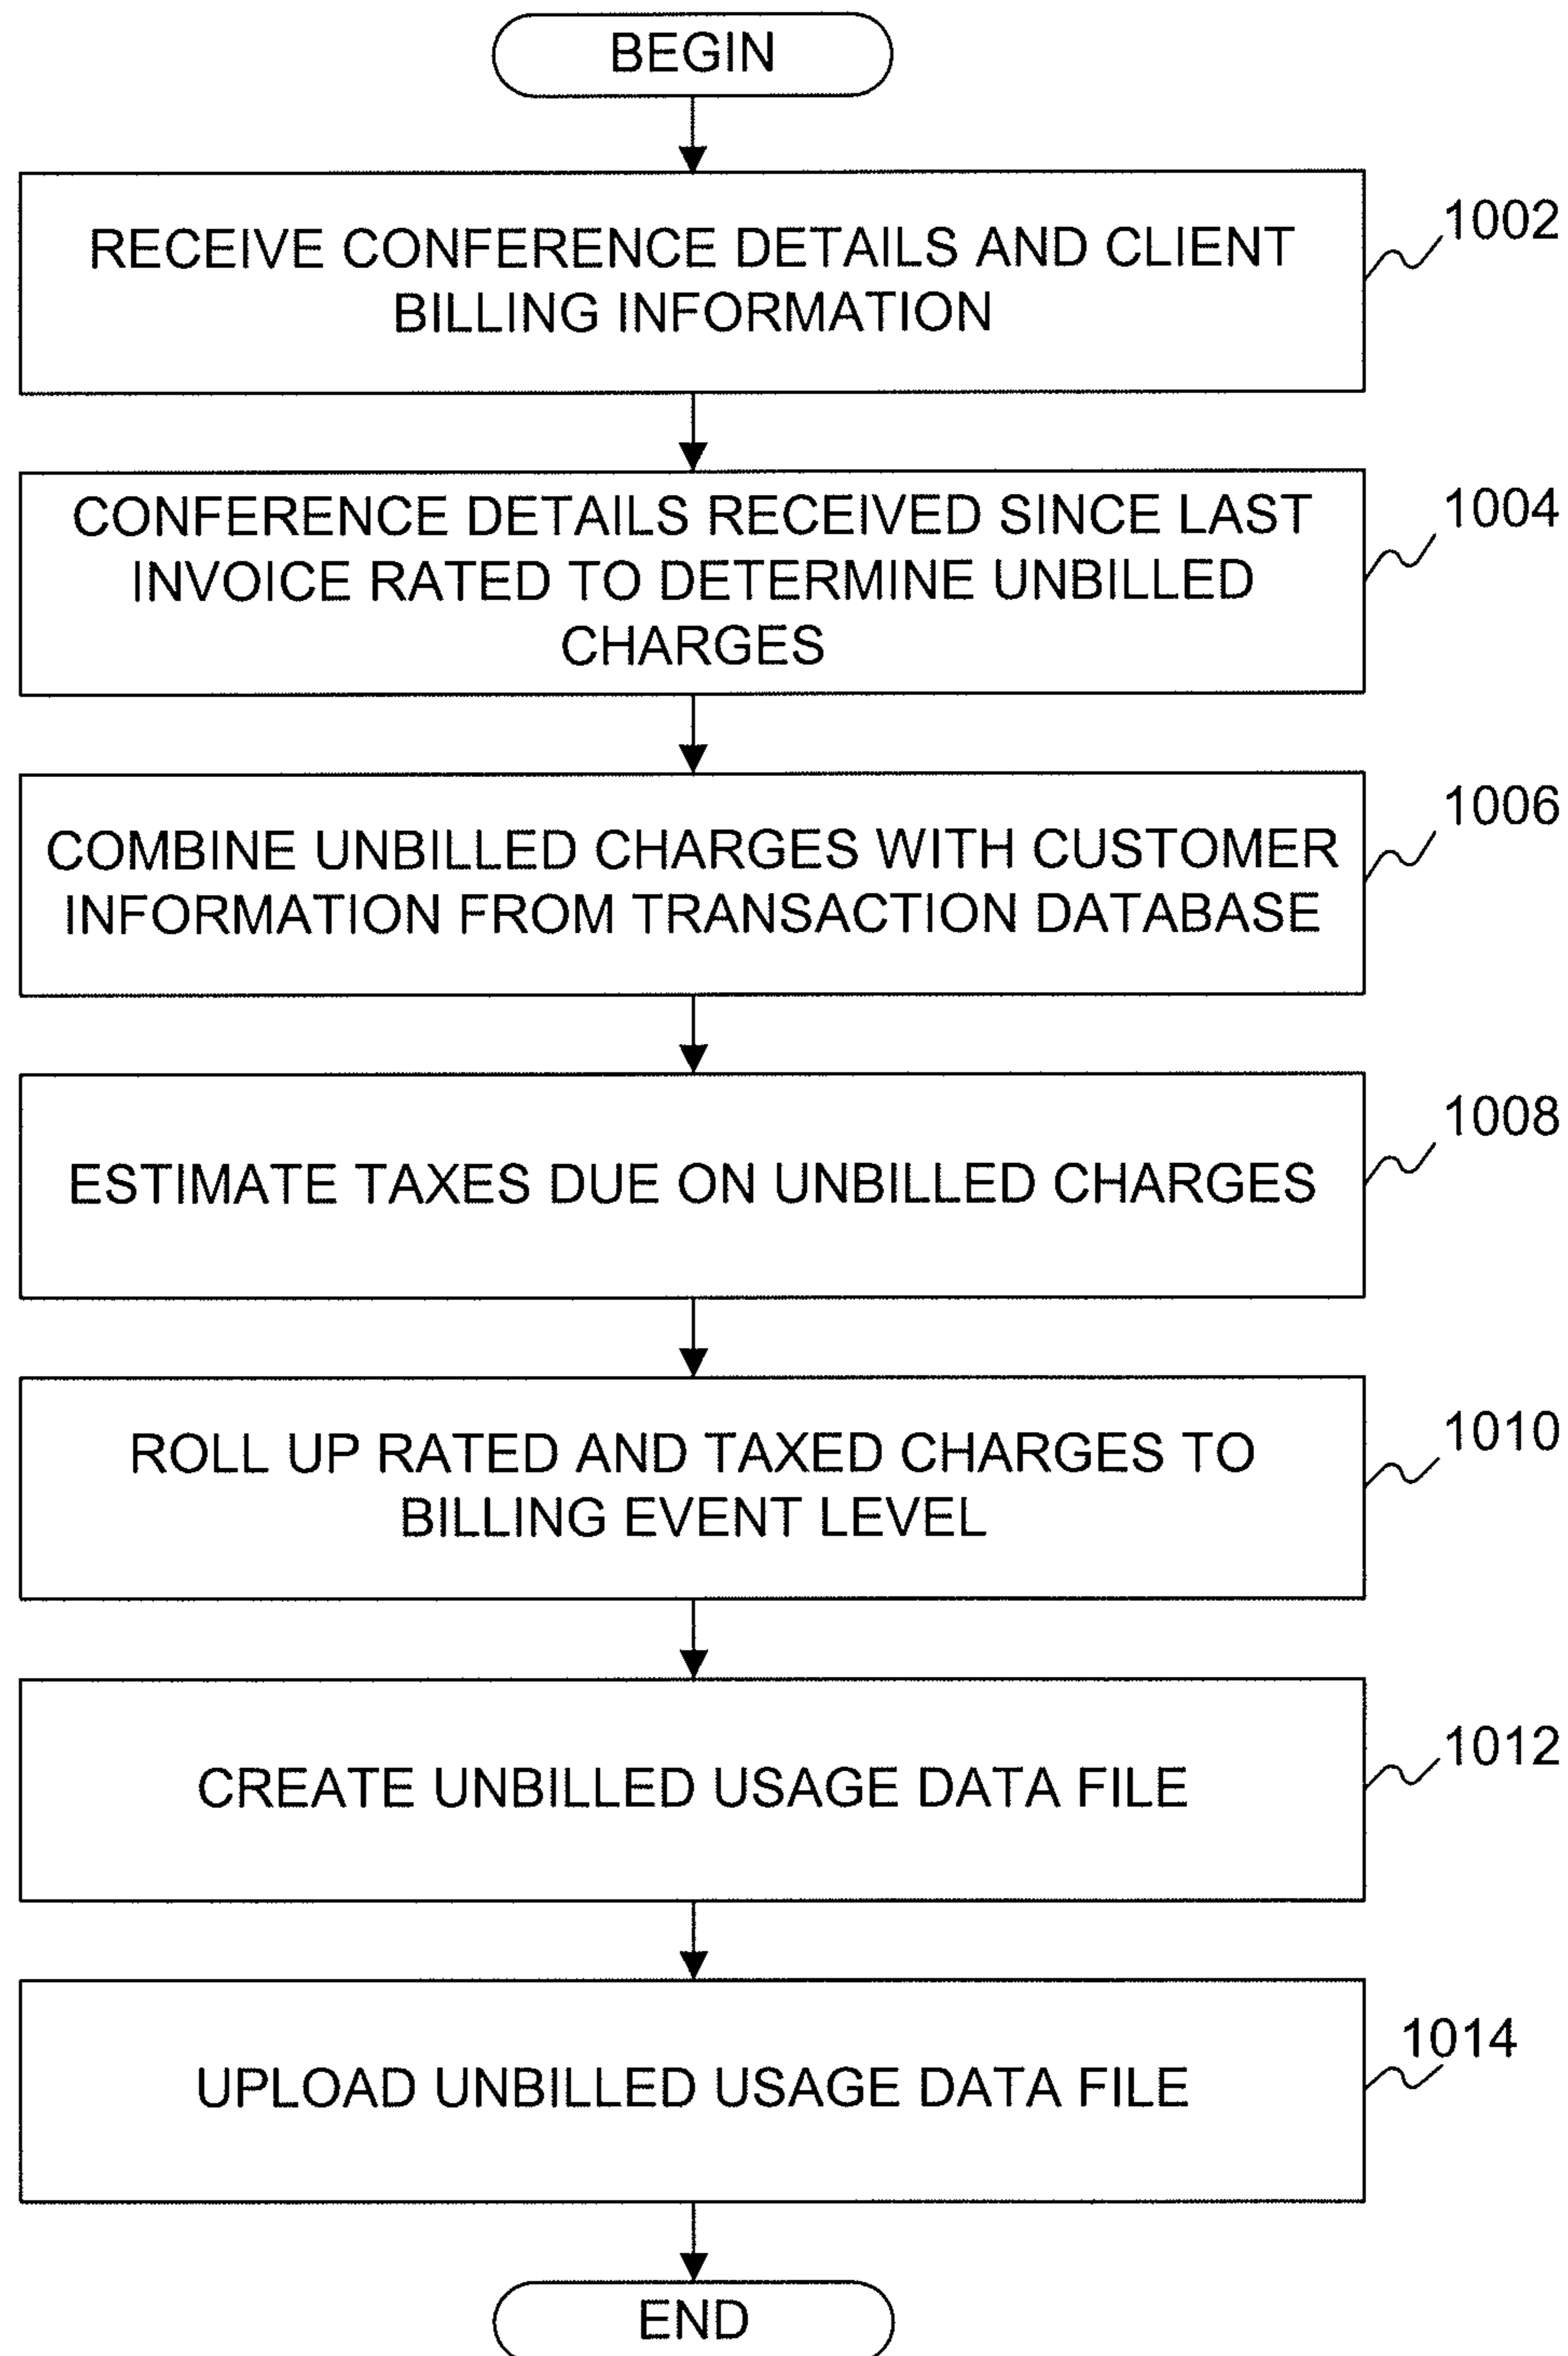 BEGIN
RECEIVE CONFERENCE DETAILS AND CLIENT
BILLING INFORMATION
1002
CONFERENCE DETAILS RECEIVED SINCE LAST
INVOICE RATED TO DETERMINE UNBILLED
CHARGES
1004
COMBINE UNBILLED CHARGES WITH CUSTOMER
INFORMATION FROM TRANSACTION DATABASE
1006
ESTIMATE TAXES DUE ON UNBILLED CHARGES
1008
ROLL UP RATED AND TAXED CHARGES TO
BILLING EVENT LEVEL
1010
CREATE UNBILLED USAGE DATA FILE
1012
UPLOAD UNBILLED USAGE DATA FILE
1014
END